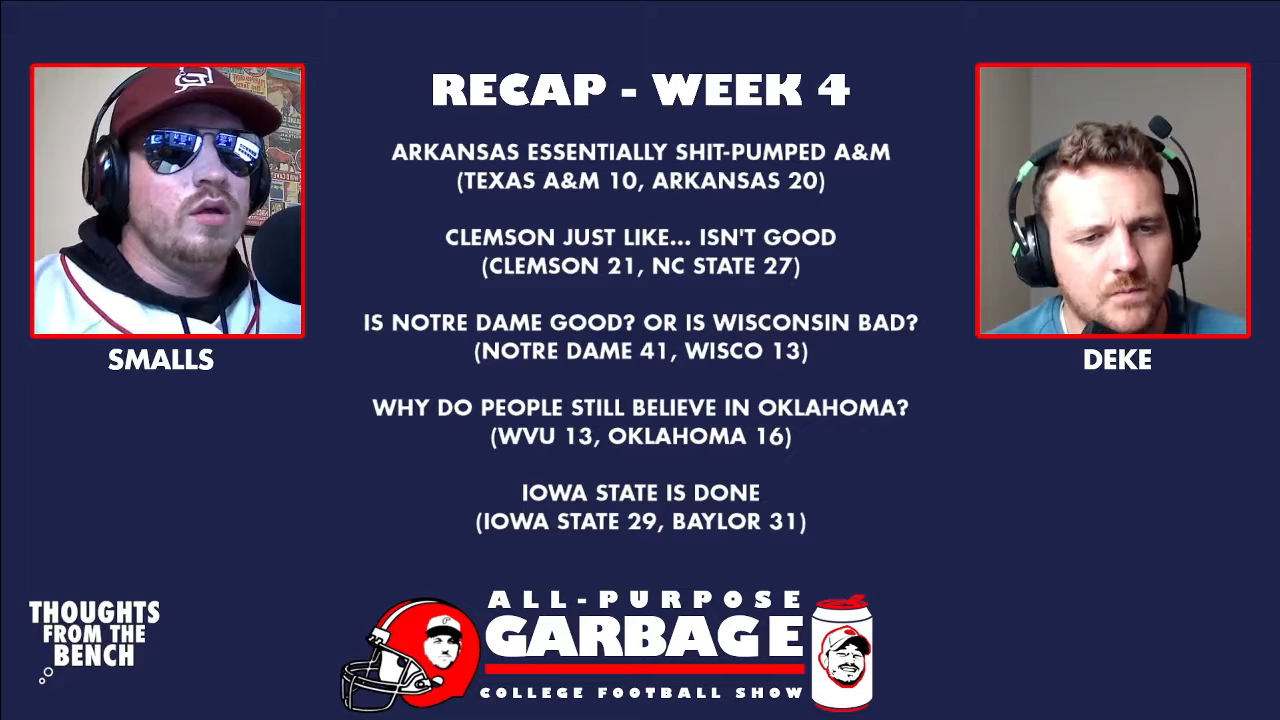 RECAP - WEEK 4
ARKANSAS ESSENTIALLY SHIT-PUMPED A&M
(TEXAS A&M 10, ARKANSAS 20)
CLEMSON JUST LIKE... ISN'T GOOD
(CLEMSON 21, NC STATE 27)
IS NOTRE DAME GOOD? OR IS WISCONSIN BAD?
(NOTRE DAME 41, WISCO 13)
WHY DO PEOPLE STILL BELIEVE IN OKLAHOMA?
(WVU 13, OKLAHOMA 16)
IOWA STATE IS DONE
(IOWA STATE 29, BAYLOR 31)
SMALLS
DEKE
THOUGHTS
FROM THE
BENCH
ALL-PURPOSE
GARBAGE
COLLEGE FOOTBALL SHOW